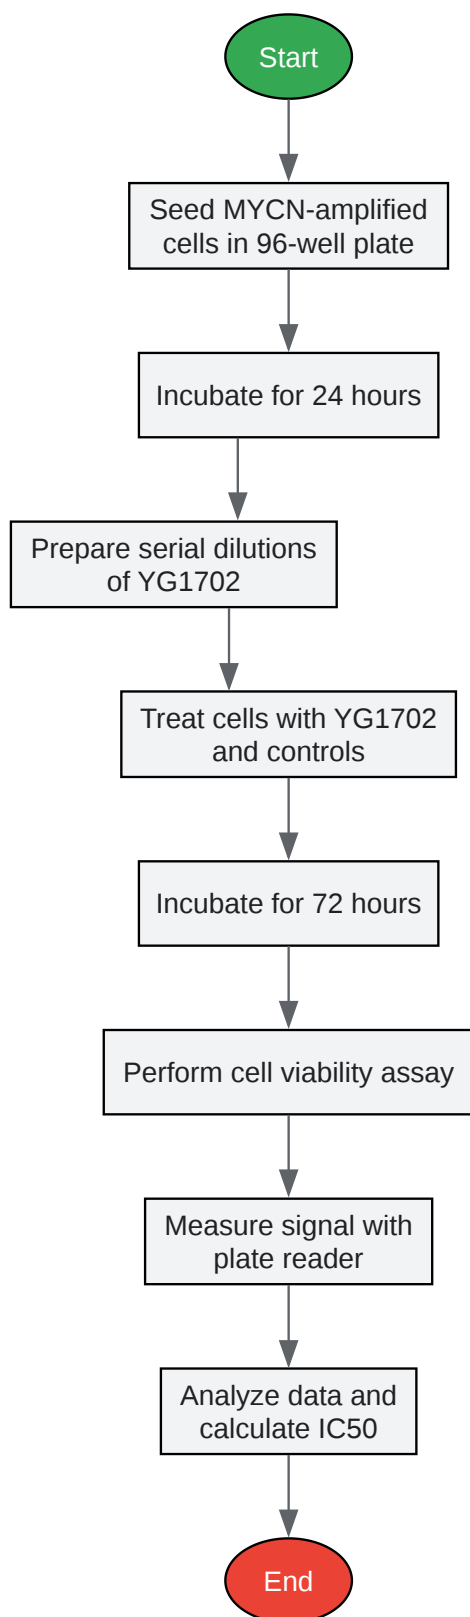 Start
Seed MYCN-amplified
cells in 96-well plate
Incubate for 24 hours
Prepare serial dilutions
of YG1702
Treat cells with YG1702
and controls
Incubate for 72 hours
Perform cell viability assay
Measure signal with
plate reader
Analyze data and
calculate IC50
End